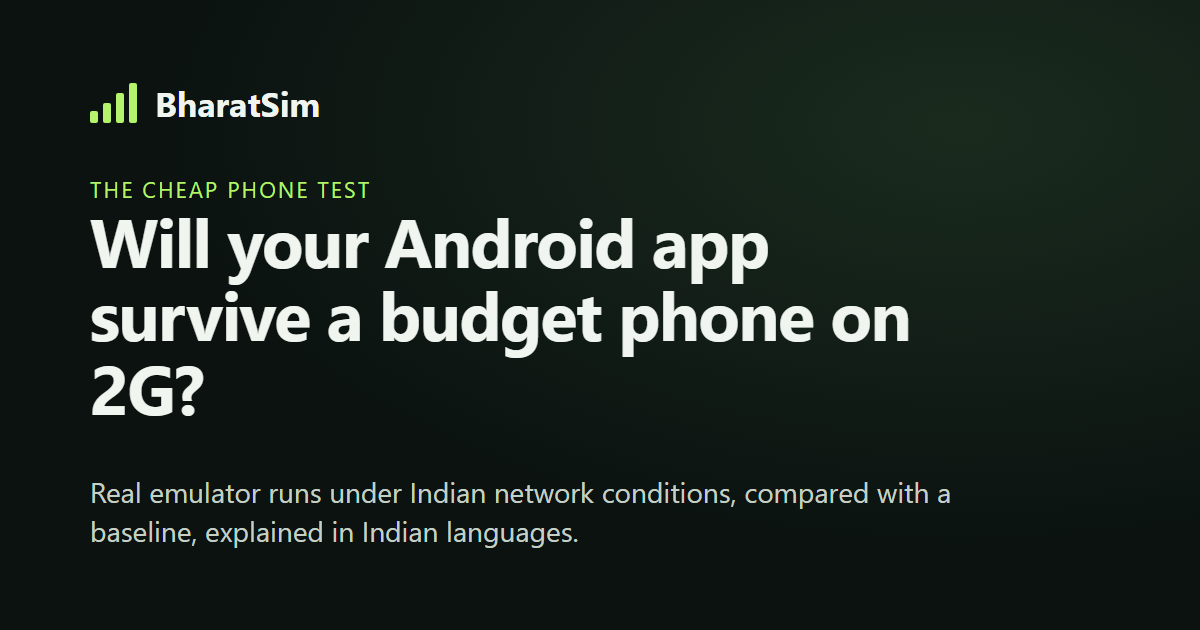 BharatSim
THE CHEAP PHONE TEST
Will your Android app
survive a budget phone on
2G?
Real emulator runs under Indian network conditions, compared with a
baseline, explained in Indian languages.